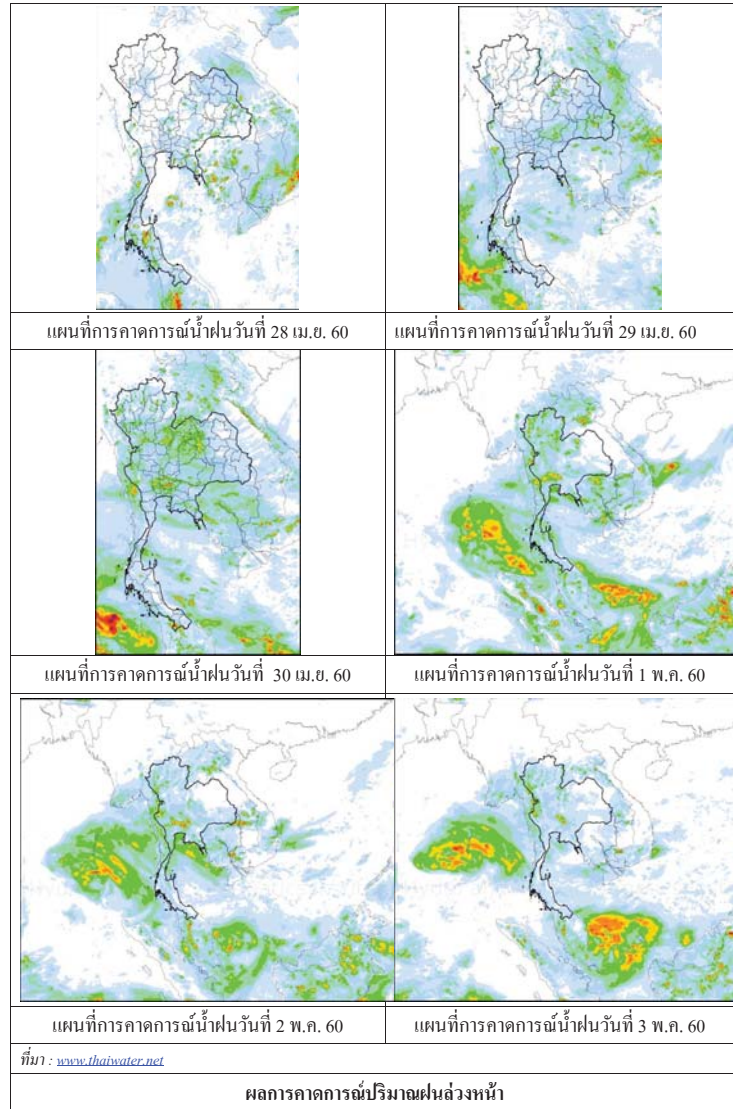 แผนที่การคาดการณ์น้ำฝนวันที่ 28 เม.ย. 60
แผนที่การคาดการณ์น้ำฝนวันที่ 29 เม.ย. 60
แผนที่การคาดการณ์น้ำฝนวันที่ 30 เม.ย. 60
แผนที่การคาดการณ์น้ำฝนวันที่ 1 พ.ค. 60
แผนที่การคาดการณ์น้ำฝนวันที่ 2 พ.ค. 60
แผนที่การคาดการณ์น้ำฝนวันที่ 3 พ.ค. 60
ที่มา : www.thaiwater.net
ผลการคาดการณ์ปริมาณฝนล่วงหน้า